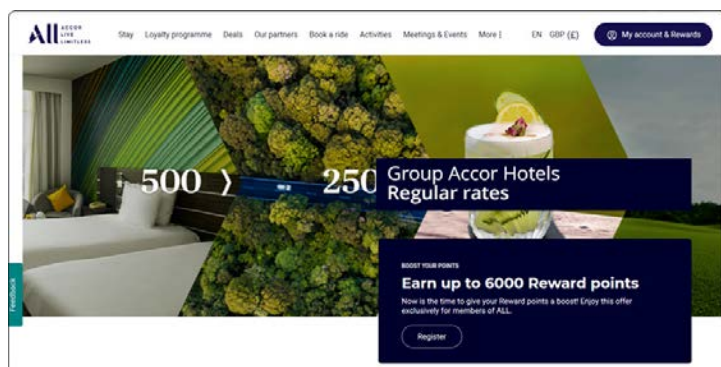 ALL ACCOR
LIVE
LIMITLESS
Stay Loyalty programme Deals Our partners Book a ride Activities Meetings & Events More EN GBP (£) My account & Rewards
500 〉 250
Group Accor Hotels
Regular rates
BOOST YOUR POINTS
Earn up to 6000 Reward points
Now is the time to give your Reward points a boost! Enjoy this offer
exclusively for members of ALL.
Register
Feedback